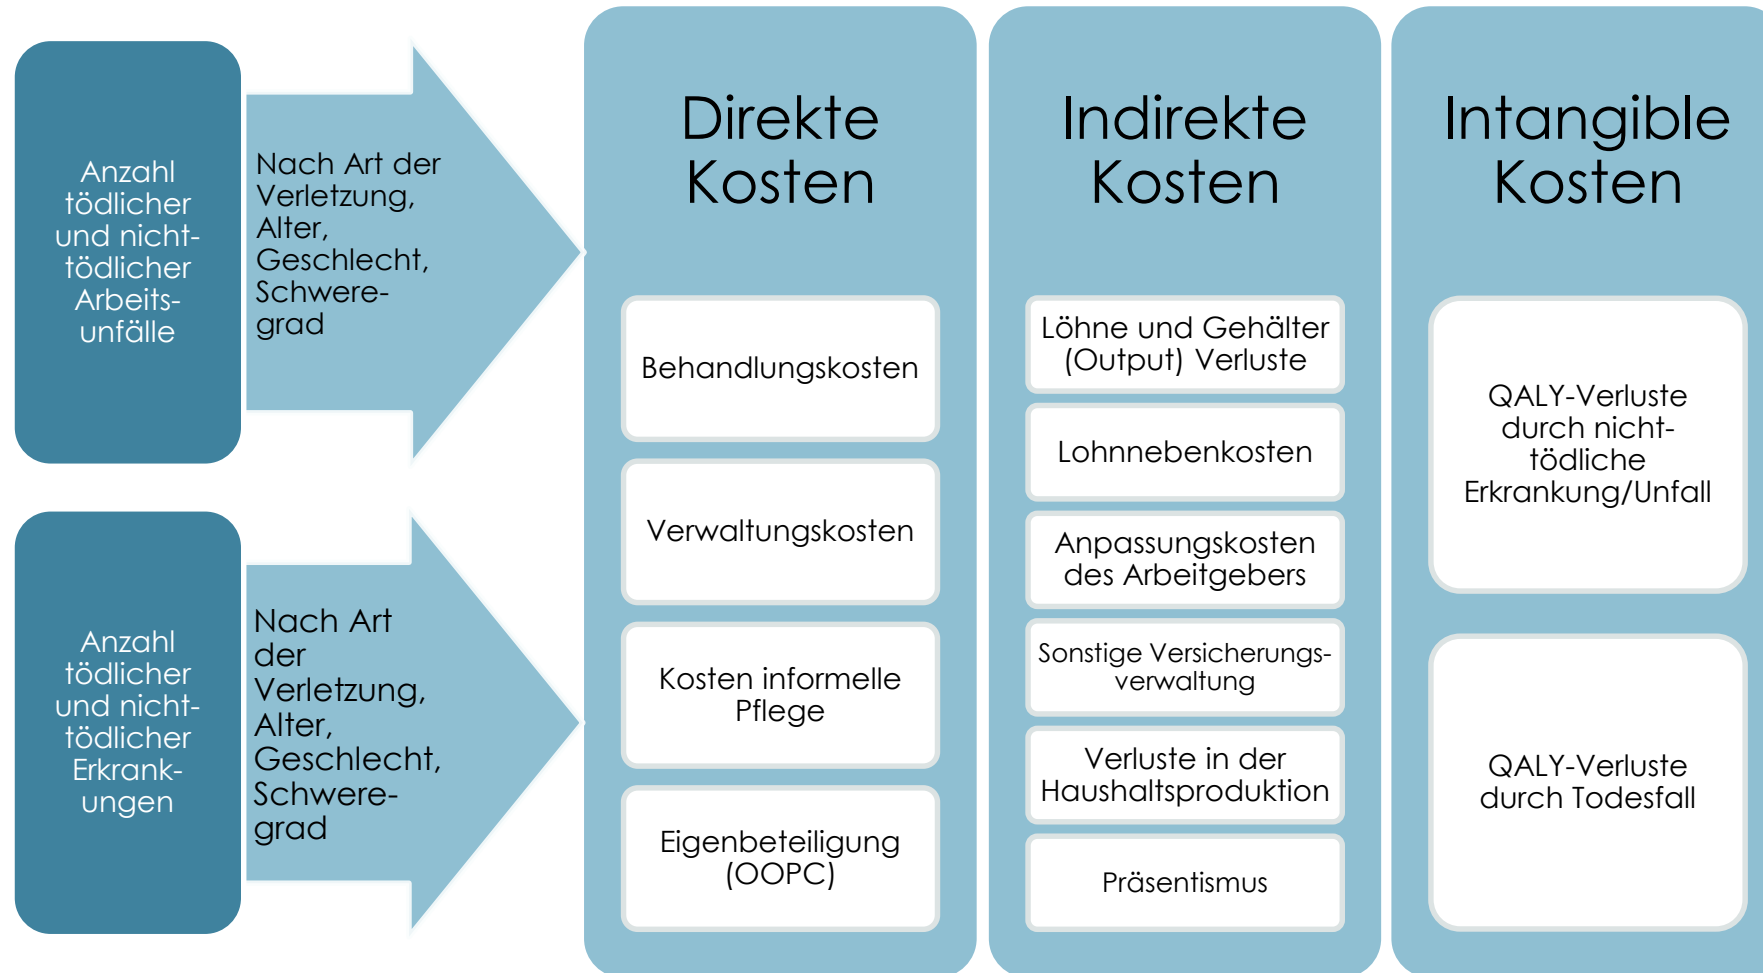 Anzahl
tödlicher
und nicht-
tödlicher
Arbeits-
unfälle
Nach Art der
Verletzung,
Alter,
Geschlecht,
Schwere-
grad
Anzahl
tödlicher
und nicht-
tödlicher
Erkrank-
ungen
Nach Art
der
Verletzung,
Alter,
Geschlecht,
Schwere-
grad
Direkte
Kosten
Behandlungskosten
Verwaltungskosten
Kosten informelle
Pflege
Eigenbeteiligung
(OOPC)
Indirekte
Kosten
Löhne und Gehälter
(Output) Verluste
Lohnnebenkosten
Anpassungskosten
des Arbeitgebers
Sonstige Versicherungs-
verwaltung
Verluste in der
Haushaltsproduktion
Präsentismus
Intangible
Kosten
QALY-Verluste
durch nicht-
tödliche
Erkrankung/Unfall
QALY-Verluste
durch Todesfall